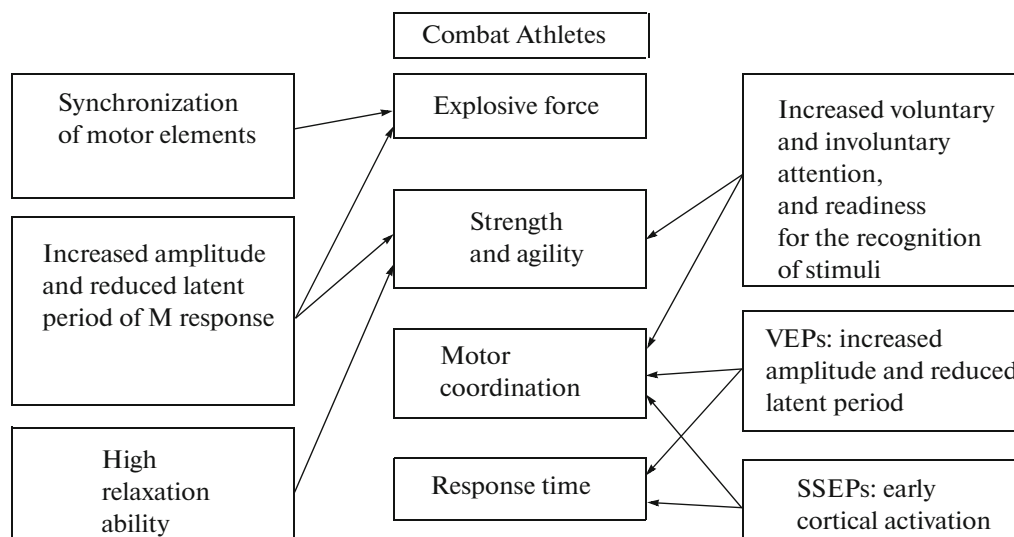 Combat Athletes
Synchronization
of motor elements
Increased amplitude
and reduced latent
period of M response
High
relaxation
ability
Explosive force
Strength
and agility
Motor
coordination
Response time
Increased voluntary
and involuntary
attention,
and readiness
for the recognition
of stimuli
VEPs: increased
amplitude and reduced
latent period
SSEPs: early
cortical activation